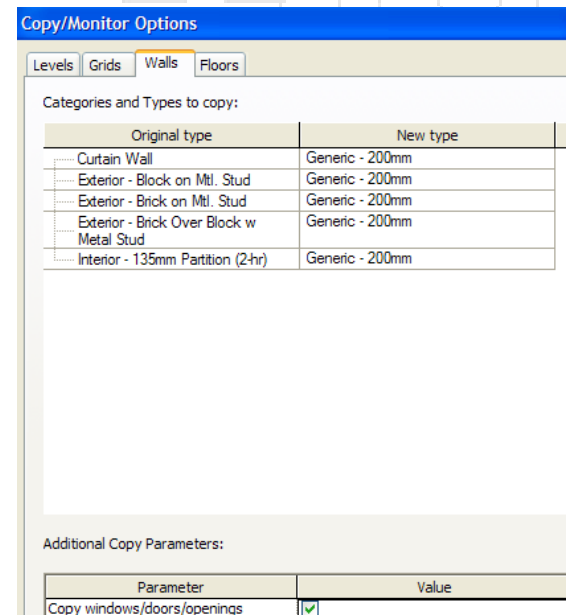 Copy/Monitor Options
Levels Grids Walls Floors
Categories and Types to copy:
Original type New type
Curtain Wall Generic - 200mm
Exterior - Block on Mtl. Stud Generic - 200mm
Exterior - Brick on Mtl. Stud Generic - 200mm
Exterior - Brick Over Block w Generic - 200mm
Metal Stud
Interior - 135mm Partition (2-hr) Generic - 200mm
Additional Copy Parameters:
Parameter Value
Copy windows/doors/openings